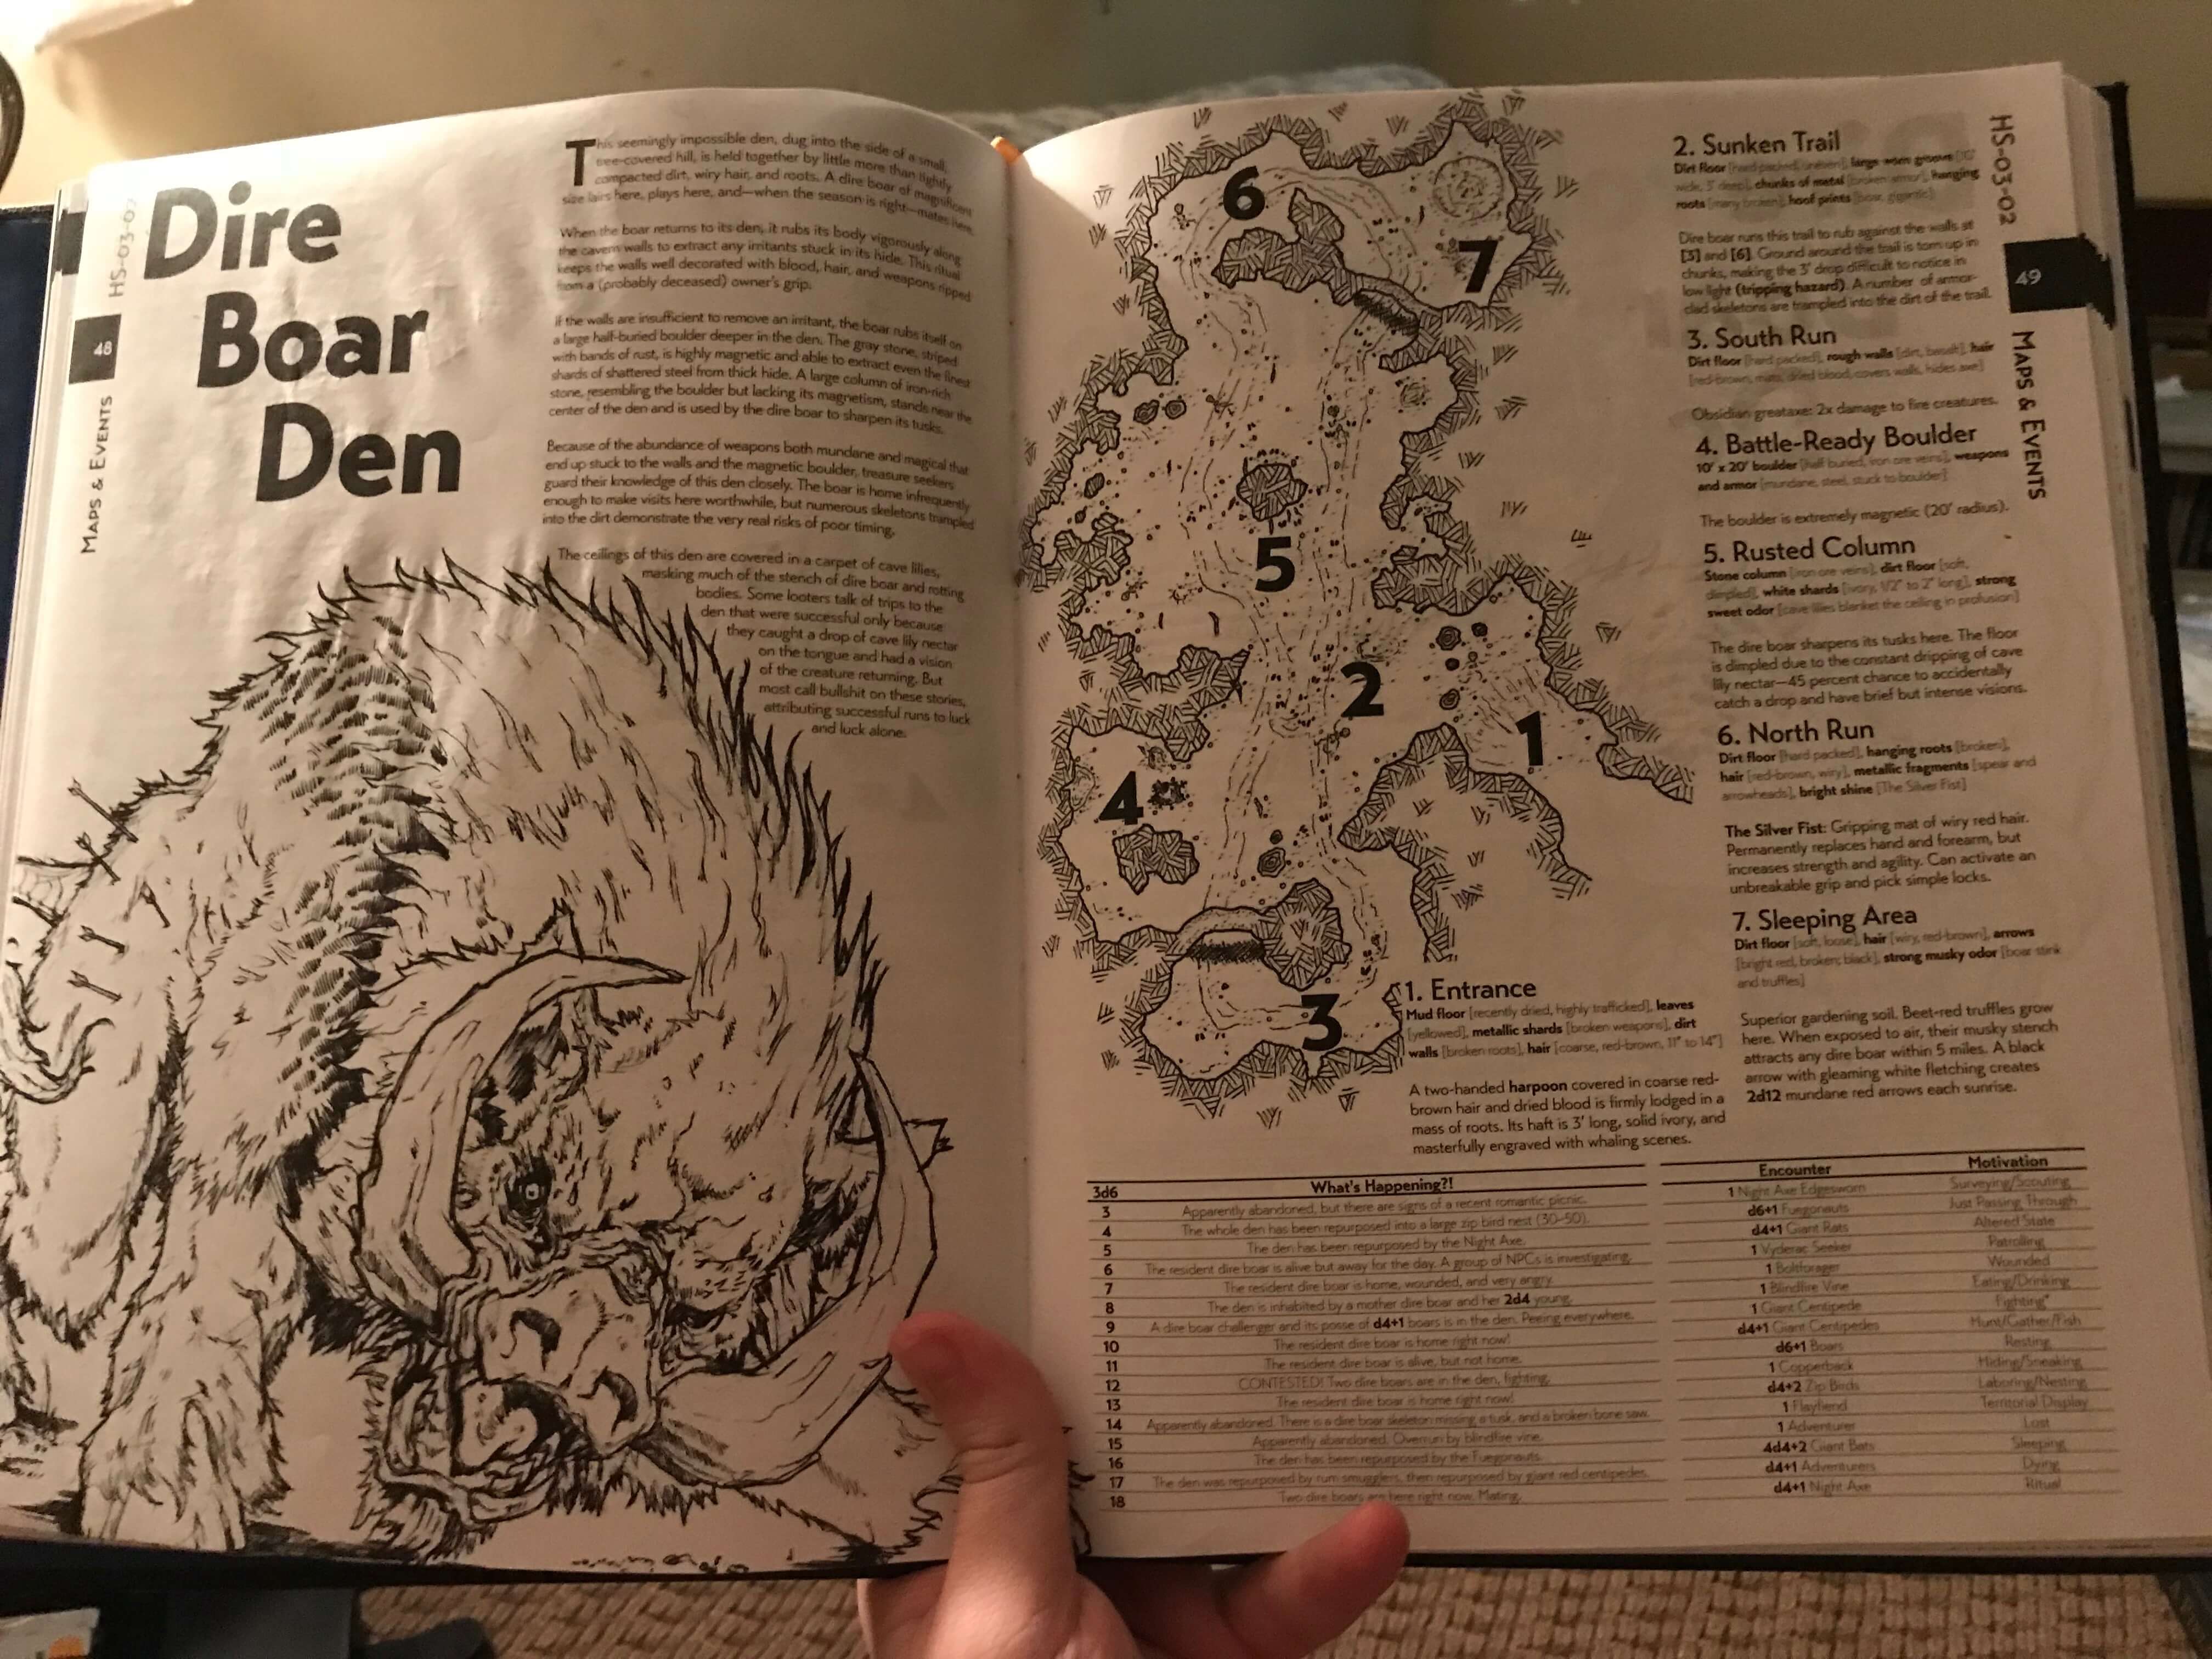 HS-03-02
48
MAPS & EVENTS
Dire
Boar
Den
This seemingly impossible den, dug into the side of a small,
tree-covered hill, is held together by little more than tightly
compacted dirt, wiry hair, and roots. A dire boar of magnificent
size lairs here, plays here, and—when the season is right—mates here.
When the boar returns to its den, it rubs its body vigorously along
the cavern walls to extract any irritants stuck in its hide. This ritual
keeps the walls well decorated with blood, hair, and weapons ripped
from a (probably deceased) owner's grip.
If the walls are insufficient to remove an irritant, the boar rubs itself on
a large half-buried boulder deeper in the den. The gray stone, striped
with bands of rust, is highly magnetic and able to extract even the finest
shards of shattered steel from thick hide. A large column of iron-rich
stone, resembling the boulder but lacking its magnetism, stands near the
center of the den and is used by the dire boar to sharpen its tusks.
Because of the abundance of weapons both mundane and magical that
end up stuck to the walls and the magnetic boulder, treasure seekers
guard their knowledge of this den closely. The boar is home infrequently
enough to make visits here worthwhile, but numerous skeletons trampled
into the dirt demonstrate the very real risks of poor timing.
The ceilings of this den are covered in a carpet of cave lilies,
masking much of the stench of dire boar and rotting
bodies. Some looters talk of trips to the
den that were successful only because
they caught a drop of cave lily nectar
on the tongue and had a vision
of the creature returning. But
most call bullshit on these stories,
attributing successful runs to luck
and luck alone.
6
7
5
2
1
4
3
1. Entrance
Mud floor [recently dried, highly trafficked], leaves
[yellowed], metallic shards [broken weapons], dirt
walls [broken roots], hair [coarse, red-brown, 11" to 14"]
A two-handed harpoon covered in coarse red-
brown hair and dried blood is firmly lodged in a
mass of roots. Its haft is 3' long, solid ivory, and
masterfully engraved with whaling scenes.
2. Sunken Trail
Dirt floor [hard packed, uneven], large worn groove [10'
wide, 3' deep], chunks of metal [broken armor], hanging
roots [many broken], hoof prints [boar, gigantic]
Dire boar runs this trail to rub against the walls at
[3] and [6]. Ground around the trail is torn up in
chunks, making the 3' drop difficult to notice in
low light (tripping hazard). A number of armor-
clad skeletons are trampled into the dirt of the trail.
3. South Run
Dirt floor [hard packed], rough walls [dirt, basalt], hair
[red-brown, mats, dried blood, covers walls, hides axe]
Obsidian greataxe: 2x damage to fire creatures.
4. Battle-Ready Boulder
10' x 20' boulder [half buried, iron ore veins], weapons
and armor [mundane, steel, stuck to boulder]
The boulder is extremely magnetic (20' radius).
5. Rusted Column
Stone column [iron ore veins], dirt floor [soft,
dimpled], white shards [ivory, 1/2" to 2" long], strong
sweet odor [cave lilies blanket the ceiling in profusion]
The dire boar sharpens its tusks here. The floor
is dimpled due to the constant dripping of cave
lily nectar—45 percent chance to accidentally
catch a drop and have brief but intense visions.
6. North Run
Dirt floor [hard packed], hanging roots [broken],
hair [red-brown, wiry], metallic fragments [spear and
arrowheads], bright shine [The Silver Fist]
The Silver Fist: Gripping mat of wiry red hair.
Permanently replaces hand and forearm, but
increases strength and agility. Can activate an
unbreakable grip and pick simple locks.
7. Sleeping Area
Dirt floor [soft, loose], hair [wiry, red-brown], arrows
[bright red, broken; black], strong musky odor [boar stink
and truffles]
Superior gardening soil. Beet-red truffles grow
here. When exposed to air, their musky stench
attracts any dire boar within 5 miles. A black
arrow with gleaming white fletching creates
2d12 mundane red arrows each sunrise.
HS-03-02
49
MAPS & EVENTS
3d6 What's Happening?! Encounter Motivation
3 Apparently abandoned, but there are signs of a recent romantic picnic. 1 Night Axe Edgesworn Surveying/Scouting
4 The whole den has been repurposed into a large zip bird nest (30-50). d6+1 Fuegonauts Just Passing Through
5 The den has been repurposed by the Night Axe. d4+1 Giant Rats Altered State
6 The resident dire boar is alive but away for the day. A group of NPCs is investigating. 1 Vyderac Seeker Patrolling
7 The resident dire boar is home, wounded, and very angry. 1 Boltforager Wounded
8 The den is inhabited by a mother dire boar and her 2d4 young. 1 Blindfire Vine Eating/Drinking
9 A dire boar challenger and its posse of d4+1 boars is in the den. Peeing everywhere. 1 Giant Centipede Fighting*
10 The resident dire boar is home right now! d4+1 Giant Centipedes Hunt/Gather/Fish
11 The resident dire boar is alive, but not home. d6+1 Boars Resting
12 CONTESTED! Two dire boars are in the den, fighting. 1 Copperback Hiding/Sneaking
13 The resident dire boar is home right now! d4+2 Zip Birds Laboring/Nesting
14 Apparently abandoned. There is a dire boar skeleton missing a tusk, and a broken bone saw. 1 Flayfiend Territorial Display
15 Apparently abandoned. Overrun by blindfire vine. 1 Adventurer Lost
16 The den has been repurposed by the Fuegonauts. 4d4+2 Giant Bats Sleeping
17 The den was repurposed by rum smugglers, then repurposed by giant red centipedes. d4+1 Adventurers Dying
18 Two dire boars are here right now. Mating. d4+1 Night Axe Ritual